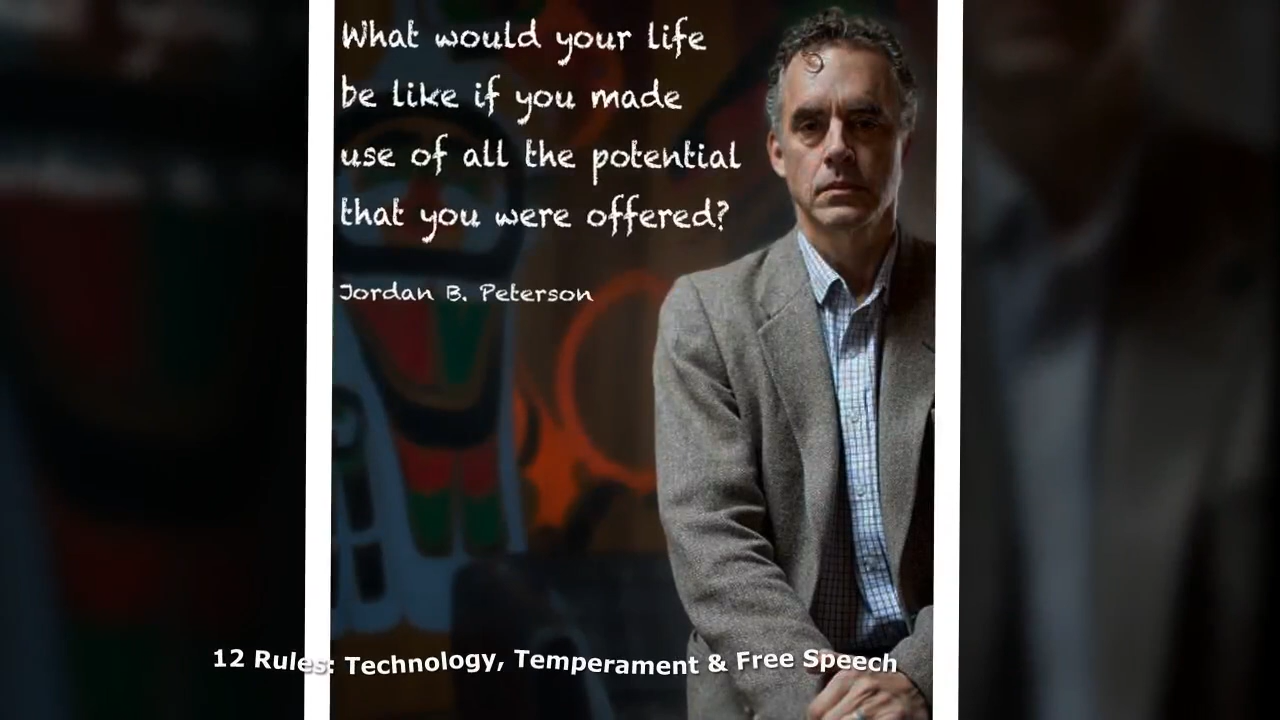 What would your life
be like if you made
use of all the potential
that you were offered?
Jordan B. Peterson
12 Rules: Technology, Temperament & Free Speech